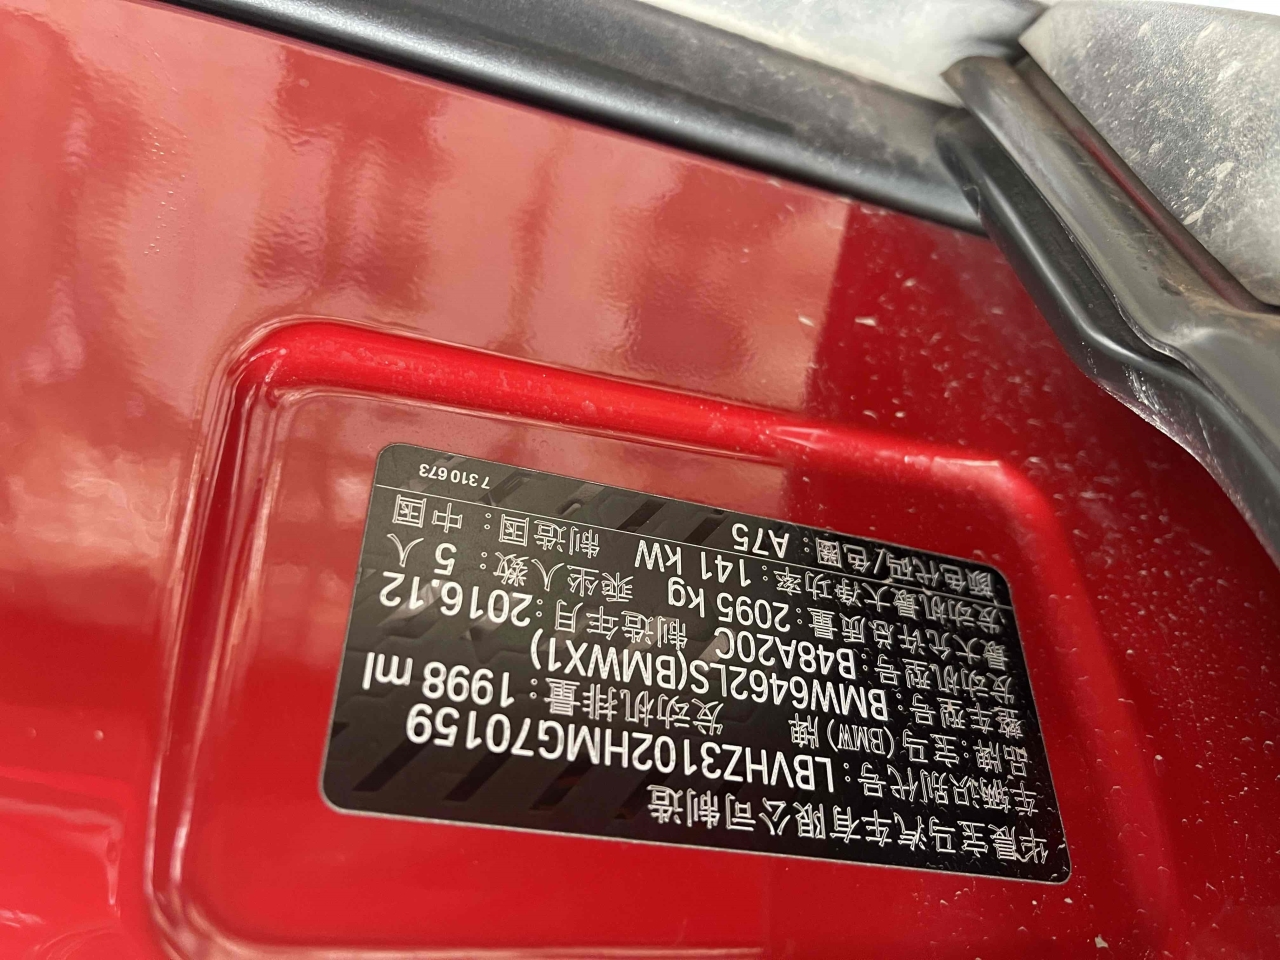 华晨宝马汽车有限公司制造
车辆识别代号：LBVHZ3102HMG70159
品牌：宝马(BMW)牌 发动机排量：1998 ml
整车型号：BMW6462LS(BMWX1)
发动机型号：B48A20C 制造年月：2016.12
最大允许总质量：2095 kg 乘坐人数：5 人
发动机最大净功率：141 kW 制造国：中国
颜色代码/色圈：A75
7 310 673